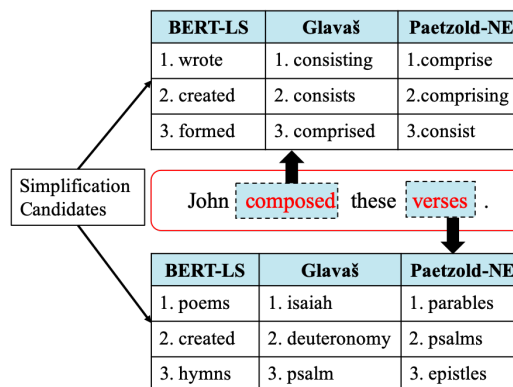 BERT-LS Glavaš Paetzold-NE
1. wrote 1. consisting 1.comprise
2. created 2. consists 2.comprising
3. formed 3. comprised 3.consist
Simplification
Candidates
John composed these verses .
BERT-LS Glavaš Paetzold-NE
1. poems 1. isaiah 1. parables
2. created 2. deuteronomy 2. psalms
3. hymns 3. psalm 3. epistles